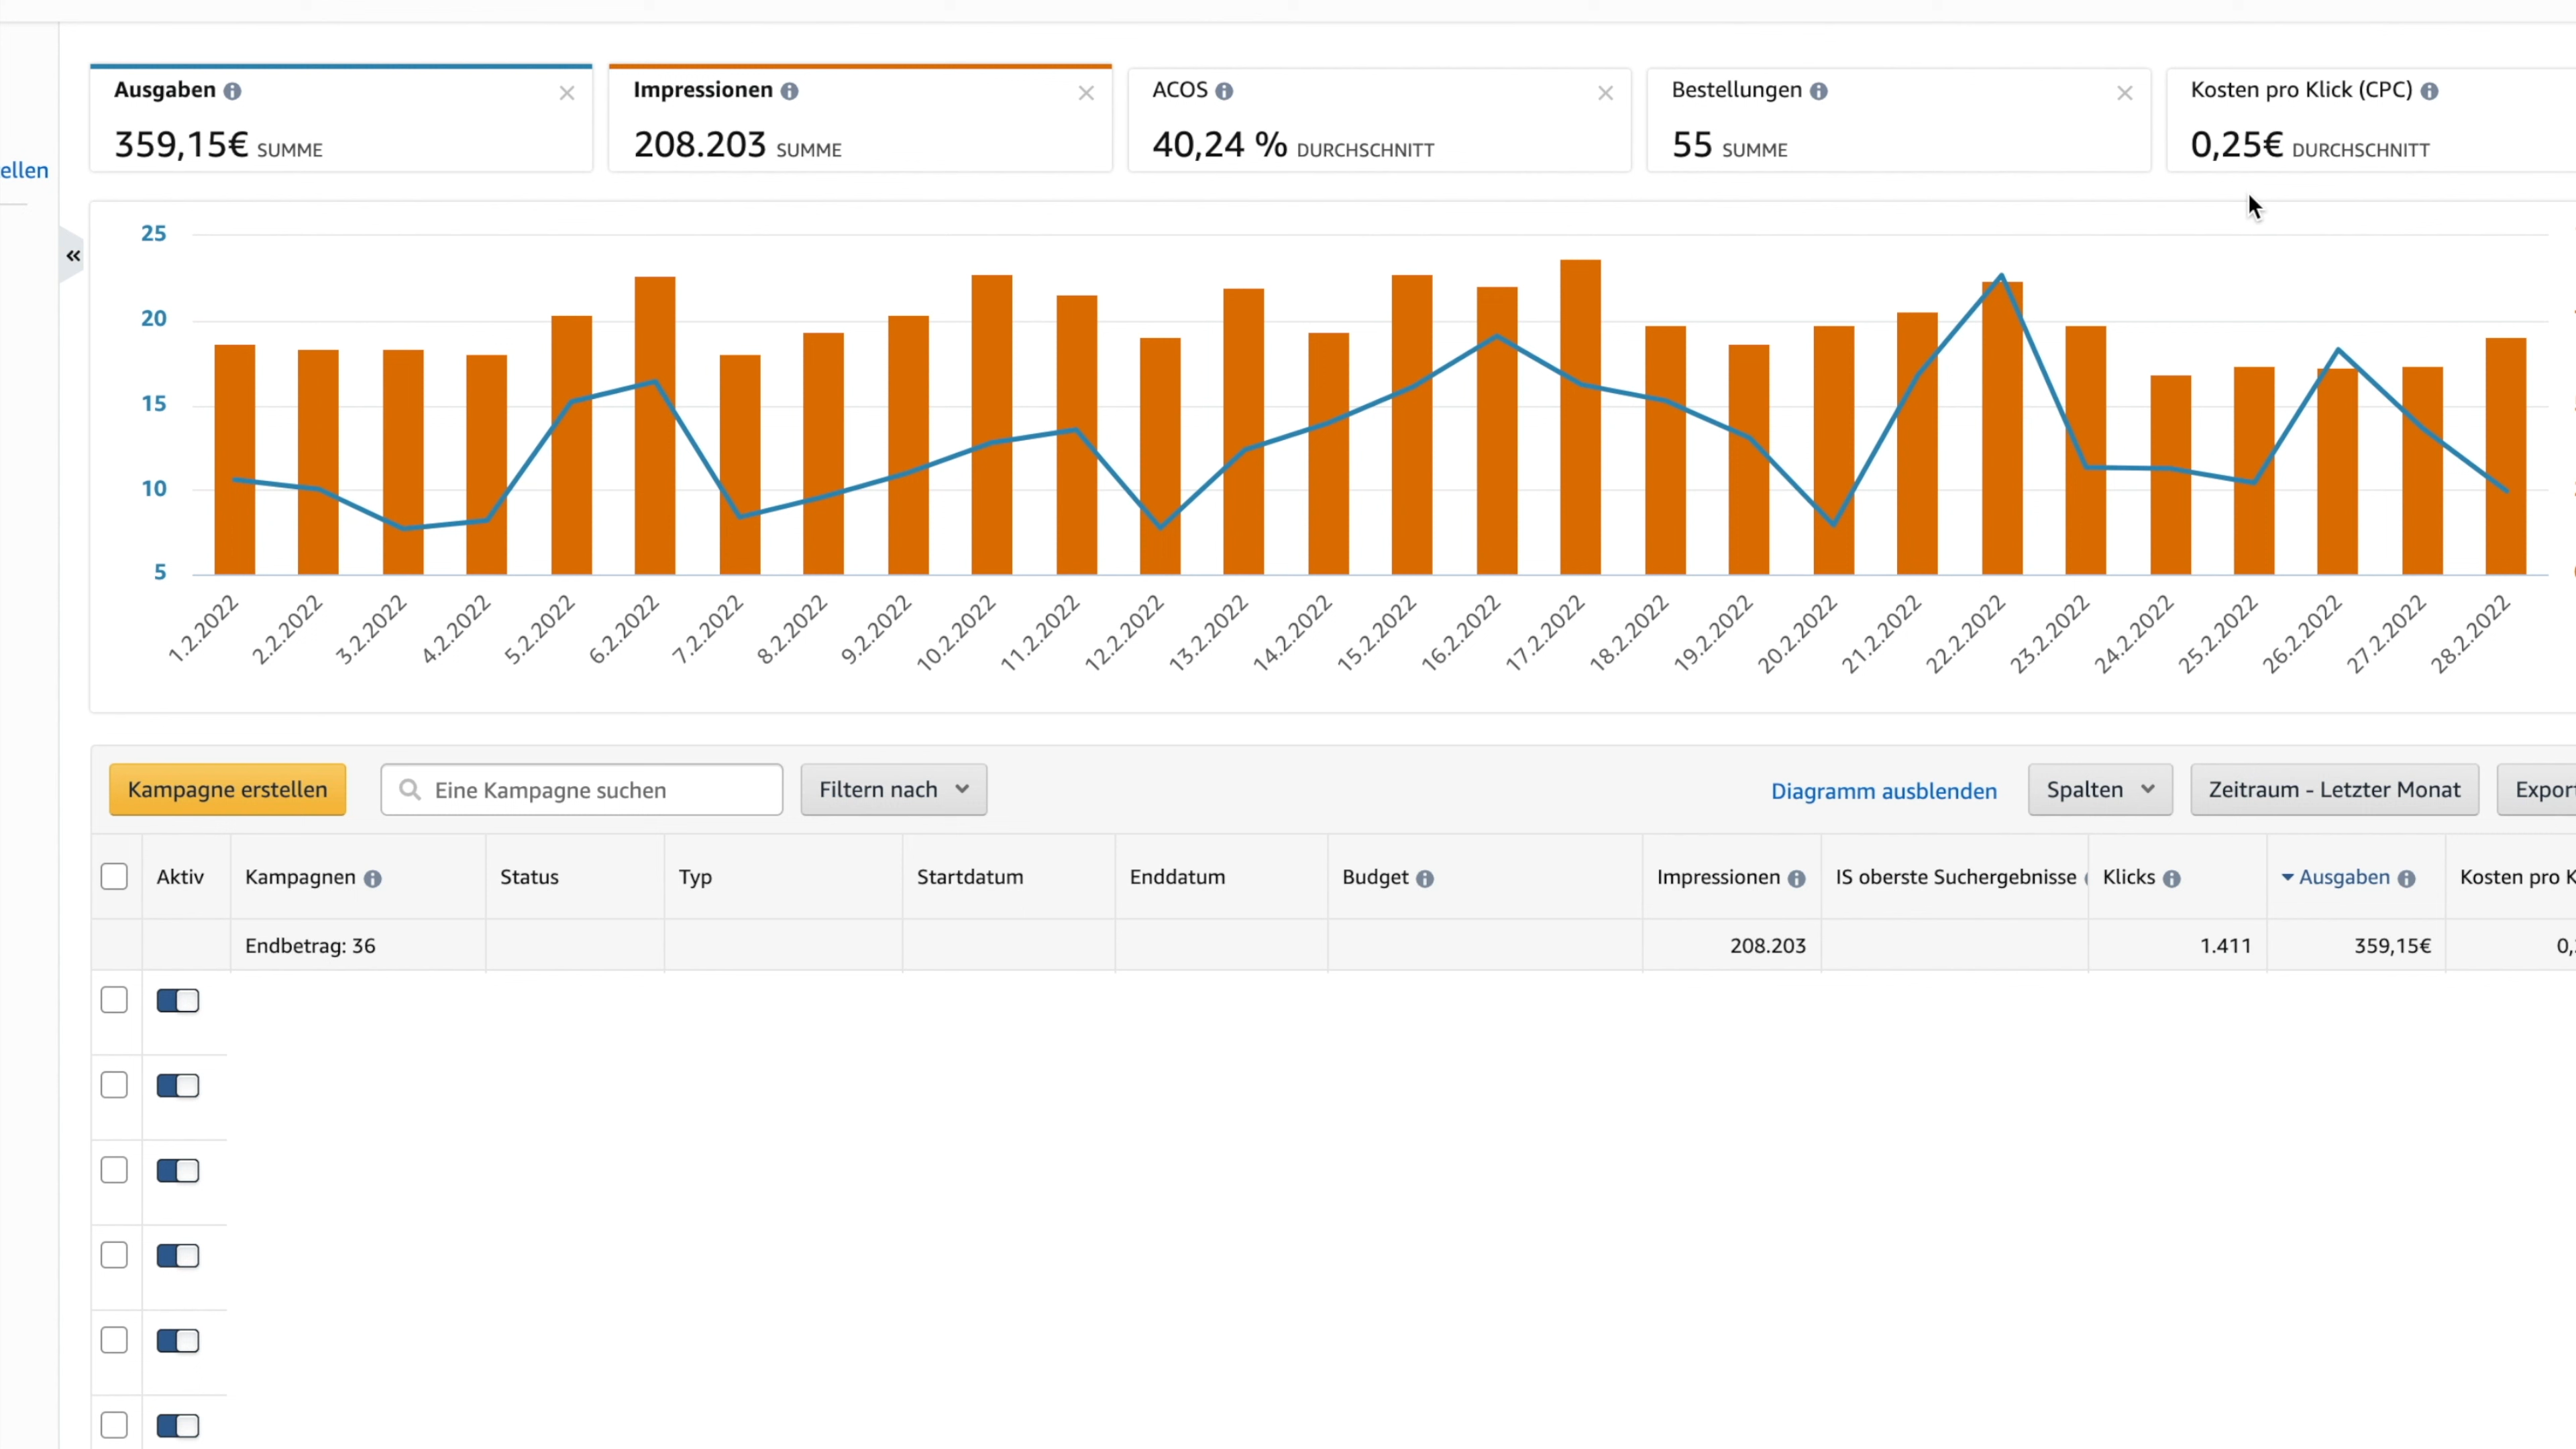 Ausgaben
359,15€ SUMME
Impressionen
208.203 SUMME
ACOS
40,24 % DURCHSCHNITT
Bestellungen
55 SUMME
Kosten pro Klick (CPC)
0,25€ DURCHSCHNITT
ellen
«
25
20
15
10
5
1.2.2022
2.2.2022
3.2.2022
4.2.2022
5.2.2022
6.2.2022
7.2.2022
8.2.2022
9.2.2022
10.2.2022
11.2.2022
12.2.2022
13.2.2022
14.2.2022
15.2.2022
16.2.2022
17.2.2022
18.2.2022
19.2.2022
20.2.2022
21.2.2022
22.2.2022
23.2.2022
24.2.2022
25.2.2022
26.2.2022
27.2.2022
28.2.2022
Kampagne erstellen
Eine Kampagne suchen
Filtern nach
Diagramm ausblenden
Spalten
Zeitraum - Letzter Monat
Export
Aktiv
Kampagnen
Status
Typ
Startdatum
Enddatum
Budget
Impressionen
IS oberste Suchergebnisse
Klicks
Ausgaben
Kosten pro K
Endbetrag: 36
208.203
1.411
359,15€
0,